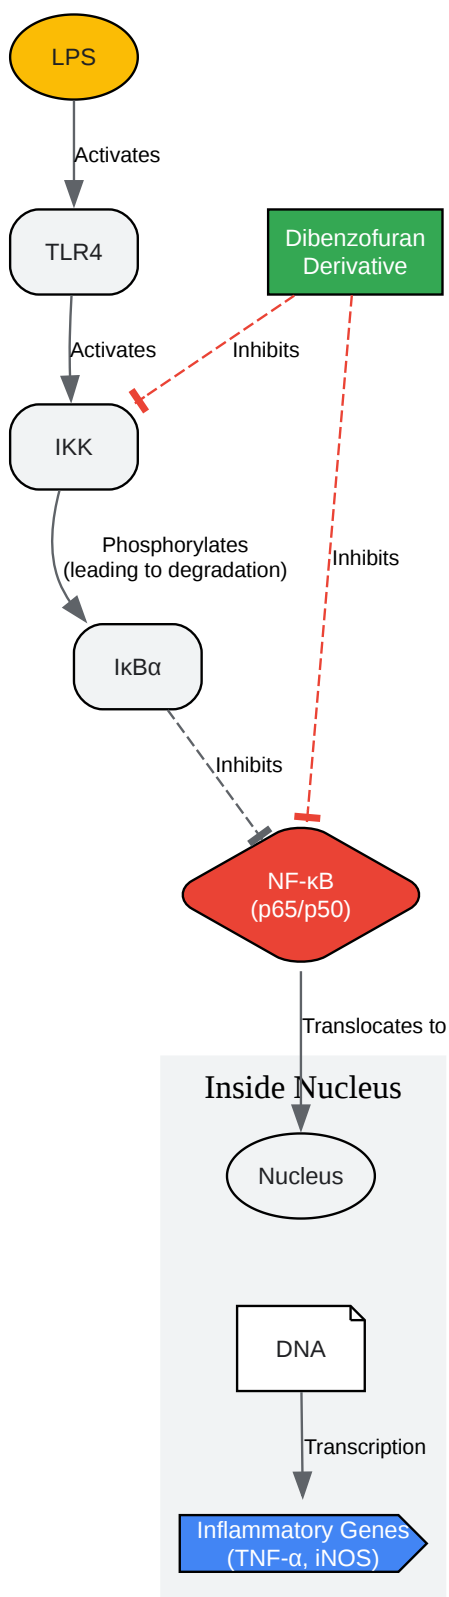 LPS
Activates
TLR4
Dibenzofuran
Derivative
Activates
Inhibits
IKK
Phosphorylates
(leading to degradation)
Inhibits
IκBα
Inhibits
NF-κB
(p65/p50)
Translocates to
Inside Nucleus
Nucleus
DNA
Transcription
Inflammatory Genes
(TNF-α, iNOS)